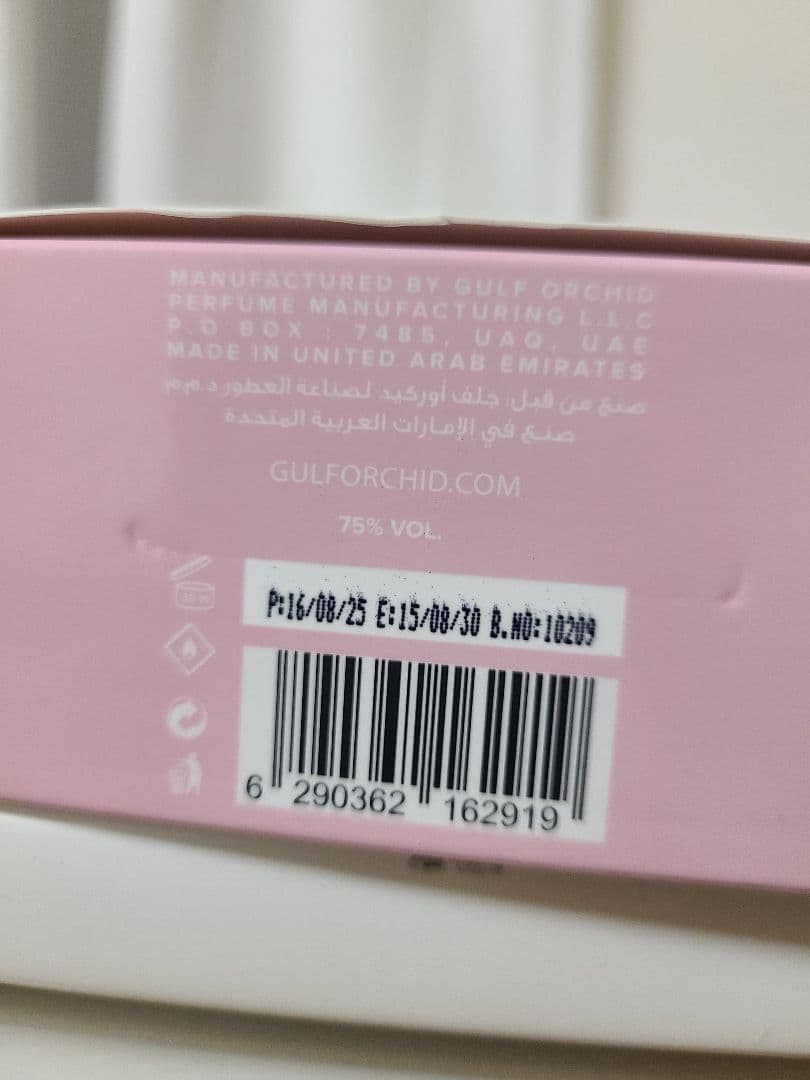 MANUFACTURED BY GULF ORCHID
PERFUME MANUFACTURING L.L.C
P.O BOX : 7485, UAQ, UAE
MADE IN UNITED ARAB EMIRATES
صنع من قبل: جلف أوركيد لصناعة العطور ذ.م.م
صنع في الإمارات العربية المتحدة
GULFORCHID.COM
75% VOL.
P:16/08/25 E:15/08/30 B.NO:10209
6 290362 162919